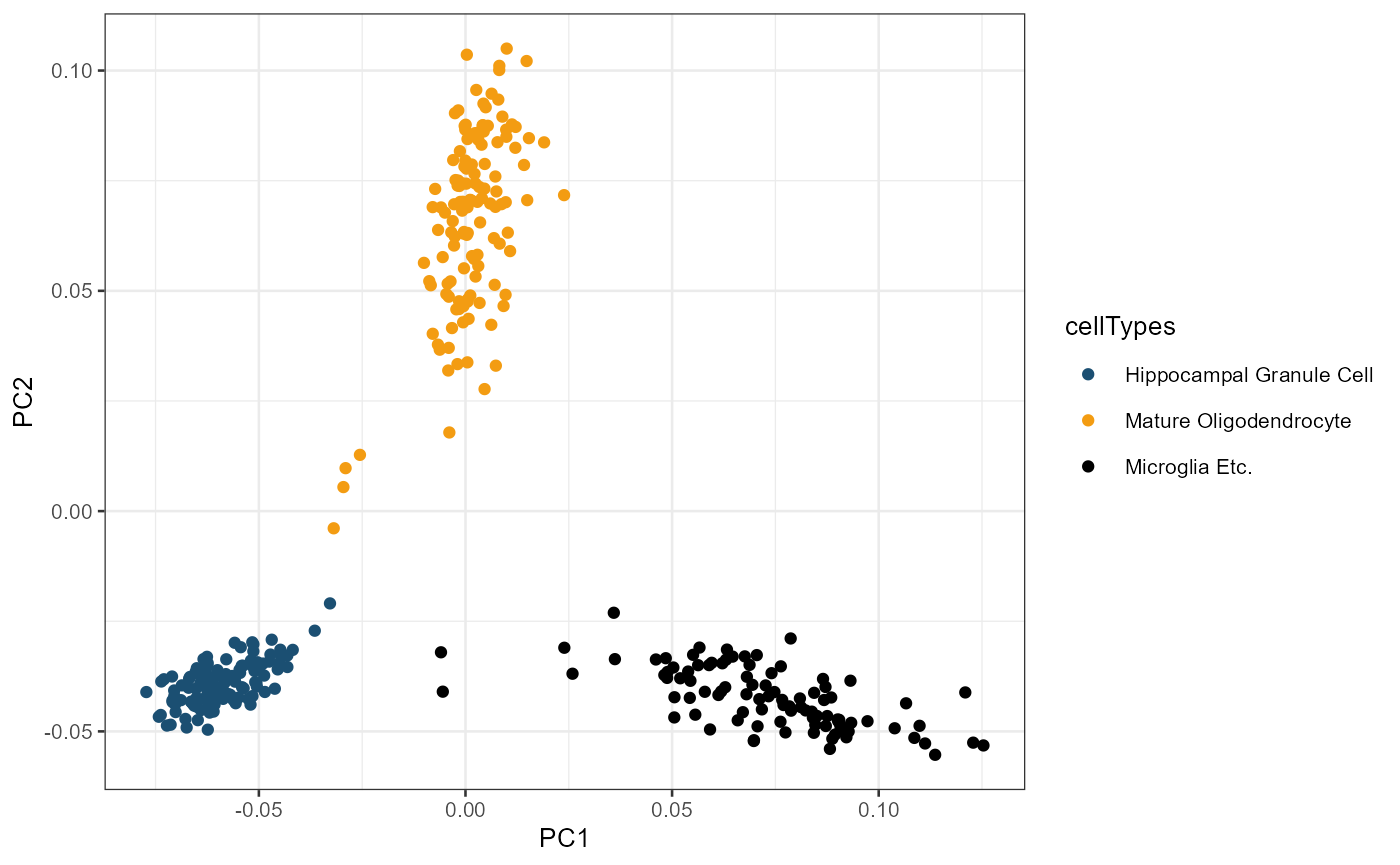 0.10
0.05
0.00
-0.05
PC2
-0.05
0.00
0.05
0.10
PC1
cellTypes
Hippocampal Granule Cell
Mature Oligodendrocyte
Microglia Etc.